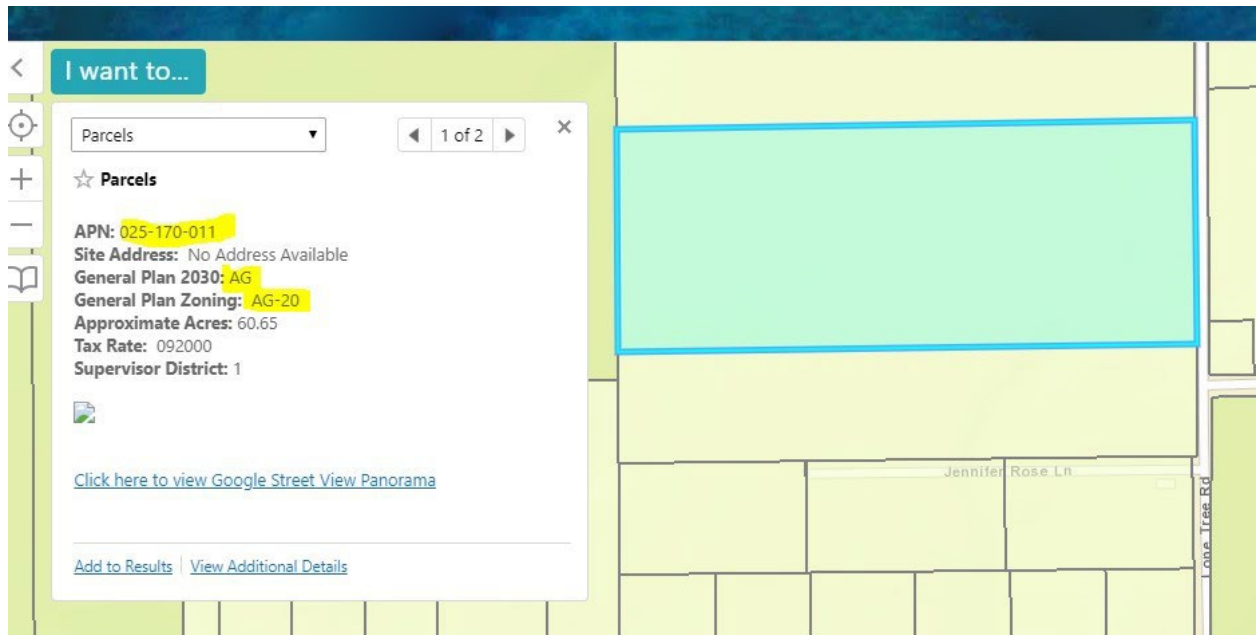 I want to...
Parcels
1 of 2
Parcels
APN: 025-170-011
Site Address: No Address Available
General Plan 2030: AG
General Plan Zoning: AG-20
Approximate Acres: 60.65
Tax Rate: 092000
Supervisor District: 1
Click here to view Google Street View Panorama
Add to Results View Additional Details
Jennifer Rose Ln
Lone Tree Rd